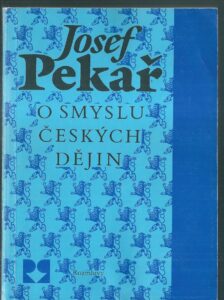 Josef
Pekař
O SMYSLU
ČESKÝCH
DĚJIN
Rozmluvy